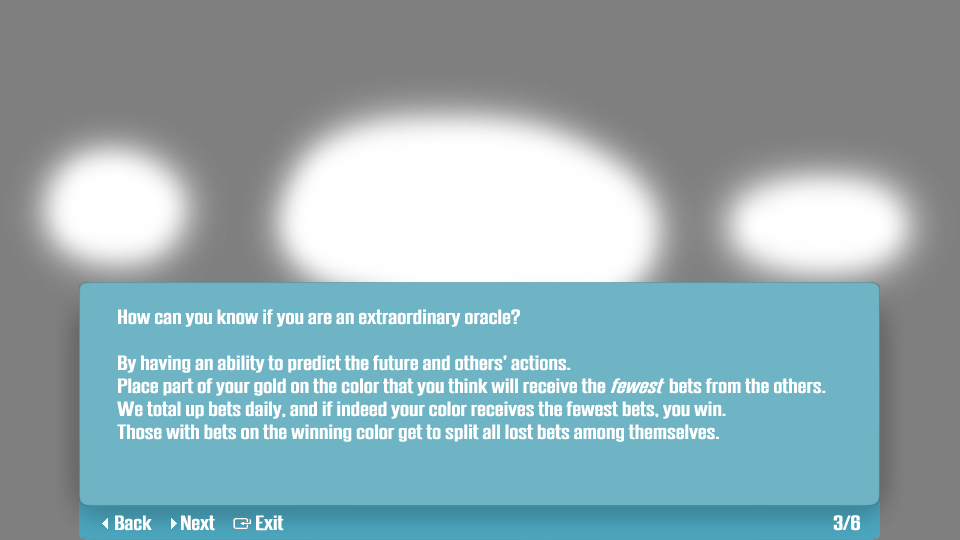 How can you know if you are an extraordinary oracle?
By having an ability to predict the future and others' actions.
Place part of your gold on the color that you think will receive the fewest bets from the others.
We total up bets daily, and if indeed your color receives the fewest bets, you win.
Those with bets on the winning color get to split all lost bets among themselves.
Back Next Exit 3/6